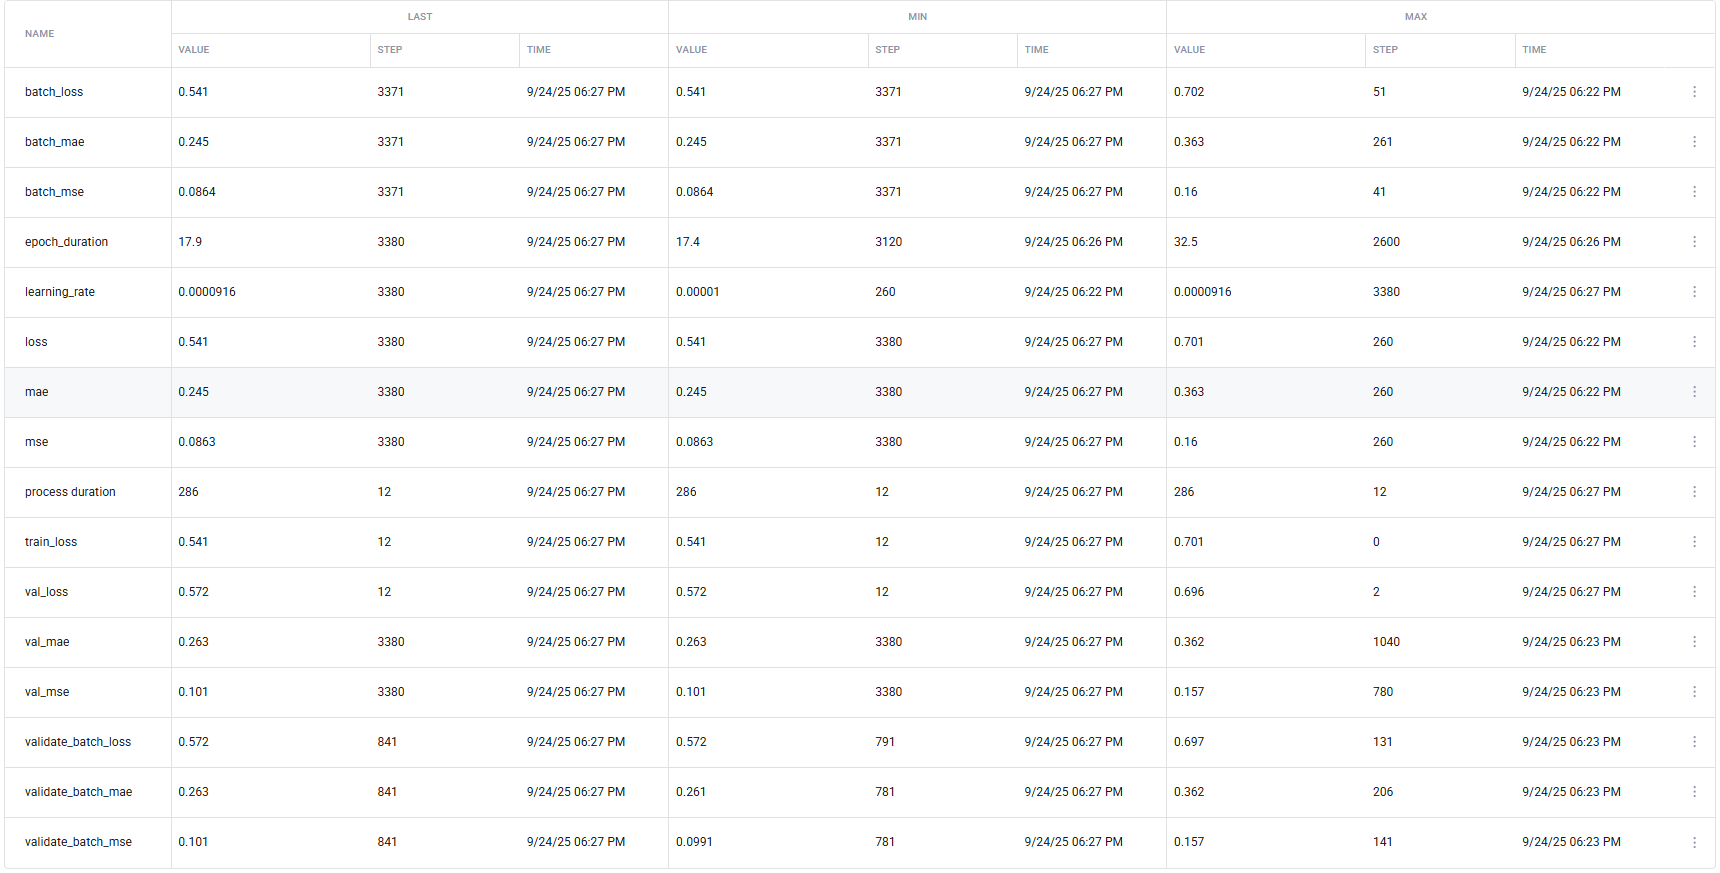 NAME LAST MIN MAX
VALUE STEP TIME VALUE STEP TIME VALUE STEP TIME
batch_loss 0.541 3371 9/24/25 06:27 PM 0.541 3371 9/24/25 06:27 PM 0.702 51 9/24/25 06:22 PM
batch_mae 0.245 3371 9/24/25 06:27 PM 0.245 3371 9/24/25 06:27 PM 0.363 261 9/24/25 06:22 PM
batch_mse 0.0864 3371 9/24/25 06:27 PM 0.0864 3371 9/24/25 06:27 PM 0.16 41 9/24/25 06:22 PM
epoch_duration 17.9 3380 9/24/25 06:27 PM 17.4 3120 9/24/25 06:26 PM 32.5 2600 9/24/25 06:26 PM
learning_rate 0.0000916 3380 9/24/25 06:27 PM 0.00001 260 9/24/25 06:22 PM 0.0000916 3380 9/24/25 06:27 PM
loss 0.541 3380 9/24/25 06:27 PM 0.541 3380 9/24/25 06:27 PM 0.701 260 9/24/25 06:22 PM
mae 0.245 3380 9/24/25 06:27 PM 0.245 3380 9/24/25 06:27 PM 0.363 260 9/24/25 06:22 PM
mse 0.0863 3380 9/24/25 06:27 PM 0.0863 3380 9/24/25 06:27 PM 0.16 260 9/24/25 06:22 PM
process duration 286 12 9/24/25 06:27 PM 286 12 9/24/25 06:27 PM 286 12 9/24/25 06:27 PM
train_loss 0.541 12 9/24/25 06:27 PM 0.541 12 9/24/25 06:27 PM 0.701 0 9/24/25 06:27 PM
val_loss 0.572 12 9/24/25 06:27 PM 0.572 12 9/24/25 06:27 PM 0.696 2 9/24/25 06:27 PM
val_mae 0.263 3380 9/24/25 06:27 PM 0.263 3380 9/24/25 06:27 PM 0.362 1040 9/24/25 06:23 PM
val_mse 0.101 3380 9/24/25 06:27 PM 0.101 3380 9/24/25 06:27 PM 0.157 780 9/24/25 06:23 PM
validate_batch_loss 0.572 841 9/24/25 06:27 PM 0.572 791 9/24/25 06:27 PM 0.697 131 9/24/25 06:23 PM
validate_batch_mae 0.263 841 9/24/25 06:27 PM 0.261 781 9/24/25 06:27 PM 0.362 206 9/24/25 06:23 PM
validate_batch_mse 0.101 841 9/24/25 06:27 PM 0.0991 781 9/24/25 06:27 PM 0.157 141 9/24/25 06:23 PM